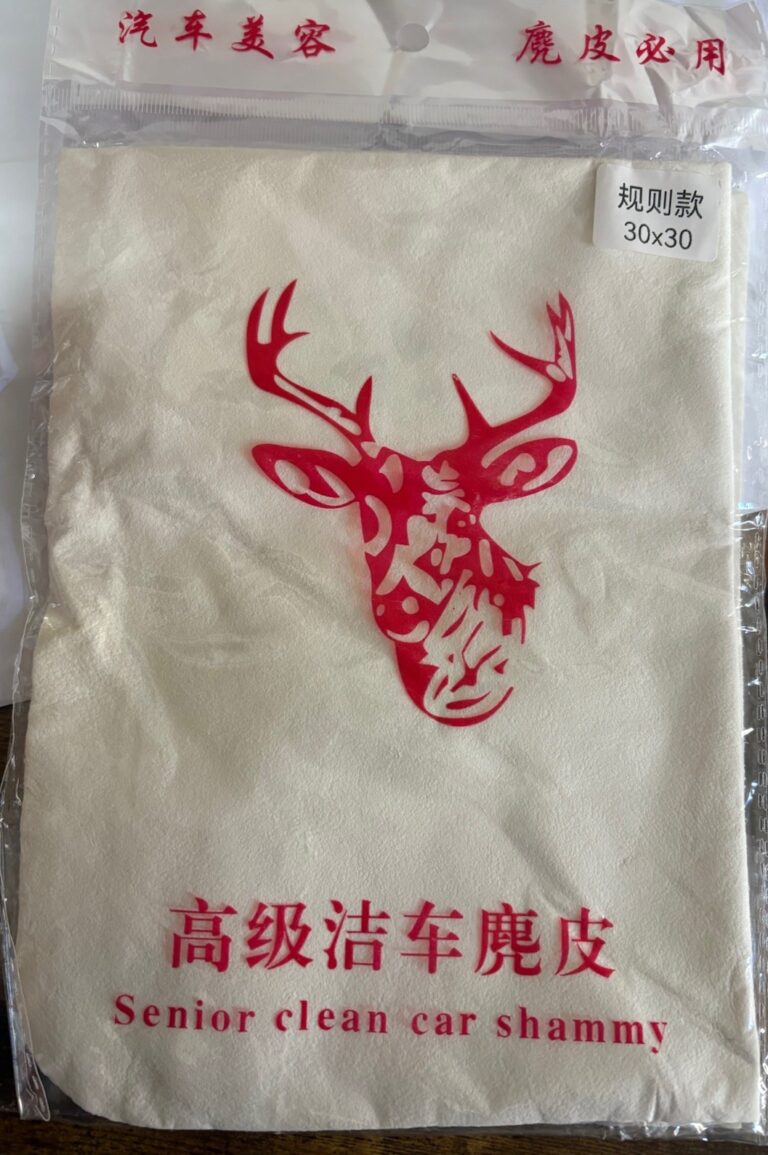 汽车美容 麂皮必用
规则款
30x30
高级洁车麂皮
Senior clean car shammy